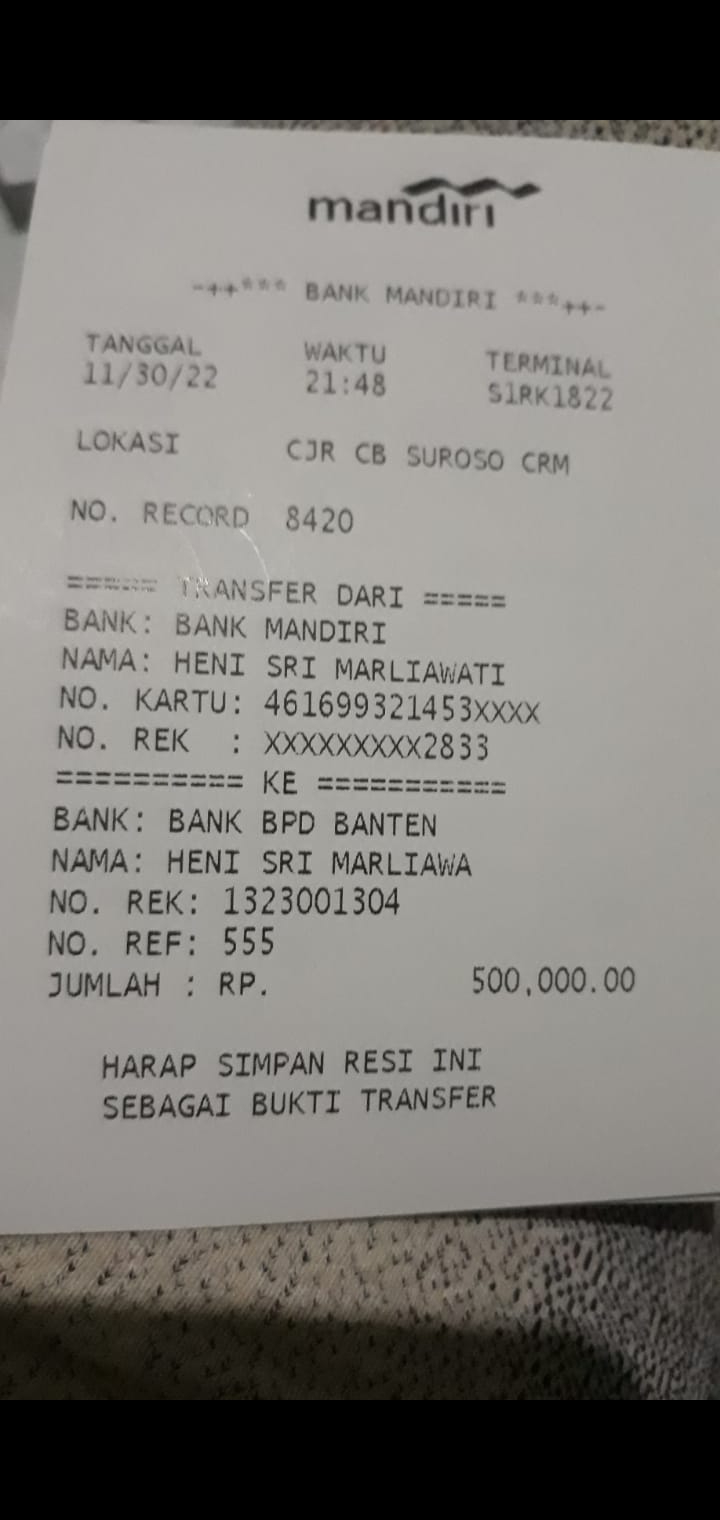 mandiri
-++*** BANK MANDIRI ***++-
TANGGAL WAKTU TERMINAL
11/30/22 21:48 S1RK1822
LOKASI CJR CB SUROSO CRM
NO. RECORD 8420
===== TRANSFER DARI =====
BANK: BANK MANDIRI
NAMA: HENI SRI MARLIAWATI
NO. KARTU: 461699321453XXXX
NO. REK : XXXXXXXXX2833
========== KE ===========
BANK: BANK BPD BANTEN
NAMA: HENI SRI MARLIAWA
NO. REK: 1323001304
NO. REF: 555
JUMLAH : RP. 500,000.00
HARAP SIMPAN RESI INI
SEBAGAI BUKTI TRANSFER